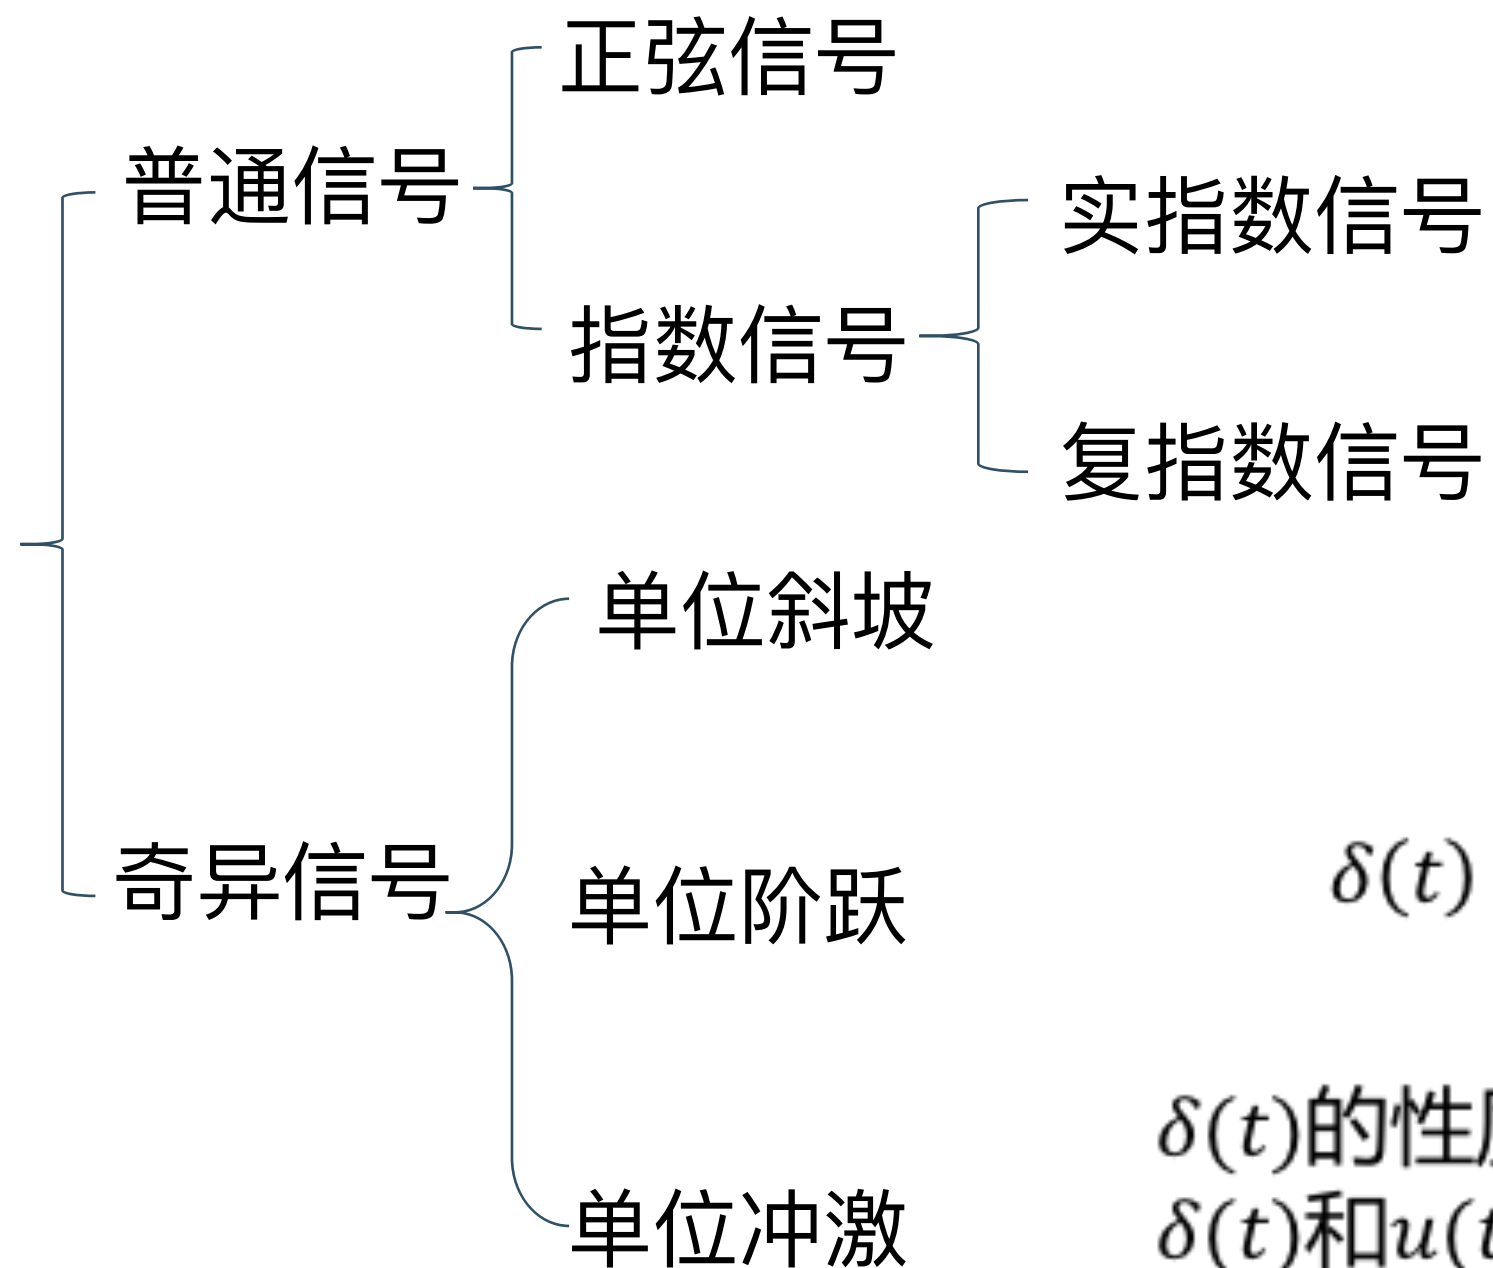 正弦信号
普通信号
实指数信号
指数信号
复指数信号
单位斜坡
奇异信号
单位阶跃
δ(t)
δ(t)的性
单位冲激
δ(t)和u(t